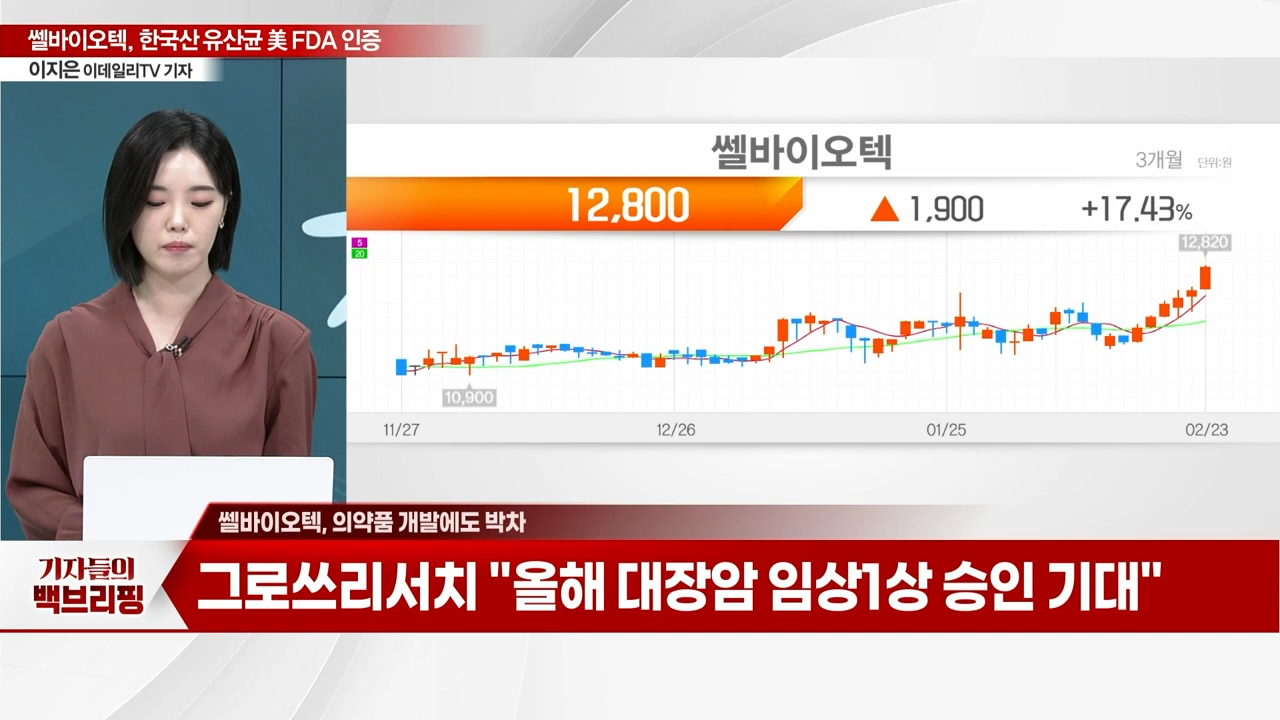 쎌바이오텍, 한국산 유산균 美 FDA 인증
이지은 이데일리TV 기자
쎌바이오텍
3개월 단위:원
12,800 ▲ 1,900 +17.43%
5
20
12,820
10,900
11/27 12/26 01/25 02/23
쎌바이오텍, 의약품 개발에도 박차
기자들의
백브리핑
그로쓰리서치 "올해 대장암 임상1상 승인 기대"